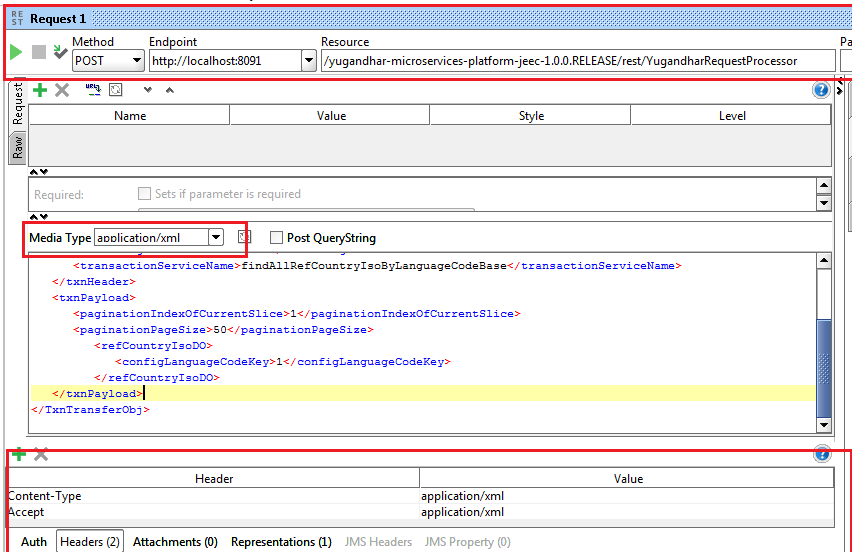 REST Request 1
Method Endpoint Resource Pa
POST http://localhost:8091 /yugandhar-microservices-platform-jeec-1.0.0.RELEASE/rest/YugandharRequestProcessor
Request
Raw
Name Value Style Level
Required: Sets if parameter is required
Media Type application/xml Post QueryString
<transactionServiceName>findAllRefCountryIsoByLanguageCodeBase</transactionServiceName>
</txnHeader>
<txnPayload>
<paginationIndexOfCurrentSlice>1</paginationIndexOfCurrentSlice>
<paginationPageSize>50</paginationPageSize>
<refCountryIsoDO>
<configLanguageCodeKey>1</configLanguageCodeKey>
</refCountryIsoDO>
</txnPayload>
</TxnTransferObj>
Header Value
Content-Type application/xml
Accept application/xml
Auth Headers (2) Attachments (0) Representations (1) JMS Headers JMS Property (0)